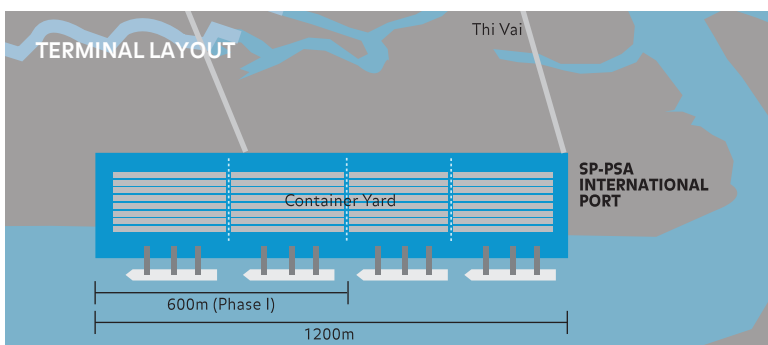 Thi Vai
TERMINAL LAYOUT
SP-PSA
INTERNATIONAL
PORT
Container Yard
600m (Phase I)
1200m